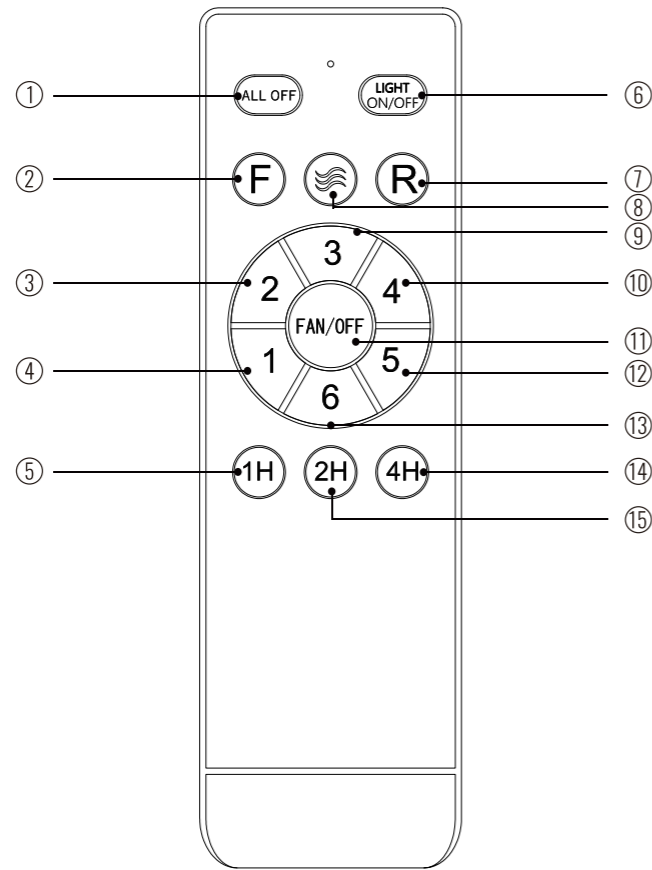 ① ALL OFF LIGHT ON/OFF ⑥
② F R ⑦
⑧
3 ⑨
③ 2 4 ⑩
FAN/OFF ⑪
④ 1 5 ⑫
6 ⑬
⑤ 1H 2H 4H ⑭
⑮